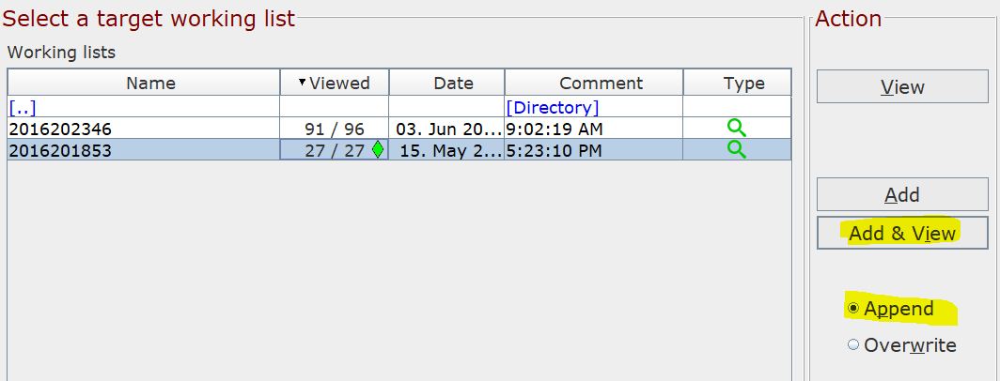 Select a target working list
Action
Working lists
Name Viewed Date Comment Type
[..] [Directory]
2016202346 91 / 96 03. Jun 20... 9:02:19 AM
2016201853 27 / 27 15. May 2... 5:23:10 PM
View
Add
Add & View
Append
Overwrite